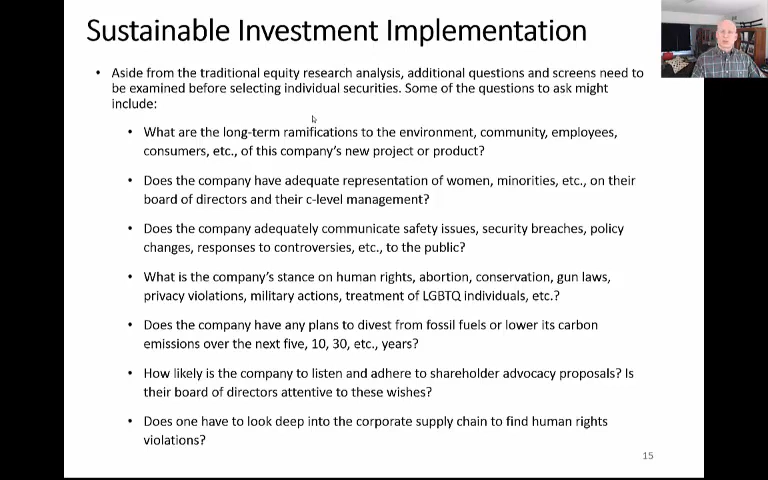 Sustainable Investment Implementation
• Aside from the traditional equity research analysis, additional questions and screens need to
be examined before selecting individual securities. Some of the questions to ask might
include:
• What are the long-term ramifications to the environment, community, employees,
consumers, etc., of this company's new project or product?
• Does the company have adequate representation of women, minorities, etc., on their
board of directors and their c-level management?
• Does the company adequately communicate safety issues, security breaches, policy
changes, responses to controversies, etc., to the public?
• What is the company's stance on human rights, abortion, conservation, gun laws,
privacy violations, military actions, treatment of LGBTQ individuals, etc.?
• Does the company have any plans to divest from fossil fuels or lower its carbon
emissions over the next five, 10, 30, etc., years?
• How likely is the company to listen and adhere to shareholder advocacy proposals? Is
their board of directors attentive to these wishes?
• Does one have to look deep into the corporate supply chain to find human rights
violations?
15